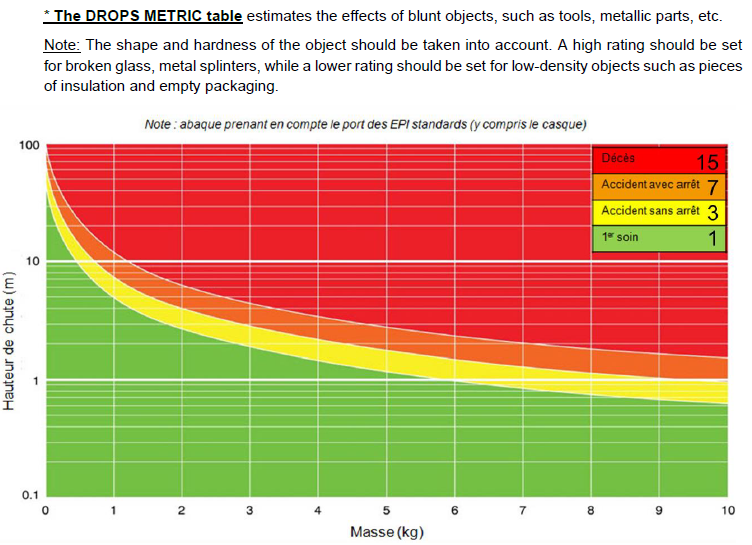 * The DROPS METRIC table estimates the effects of blunt objects, such as tools, metallic parts, etc.
Note: The shape and hardness of the object should be taken into account. A high rating should be set
for broken glass, metal splinters, while a lower rating should be set for low-density objects such as pieces
of insulation and empty packaging.
Note : abaque prenant en compte le port des EPI standards (y compris le casque)
100
10
1
0.1
Hauteur de chute (m)
Décès 15
Accident avec arrêt 7
Accident sans arrêt 3
1er soin 1
0 1 2 3 4 5 6 7 8 9 10
Masse (kg)